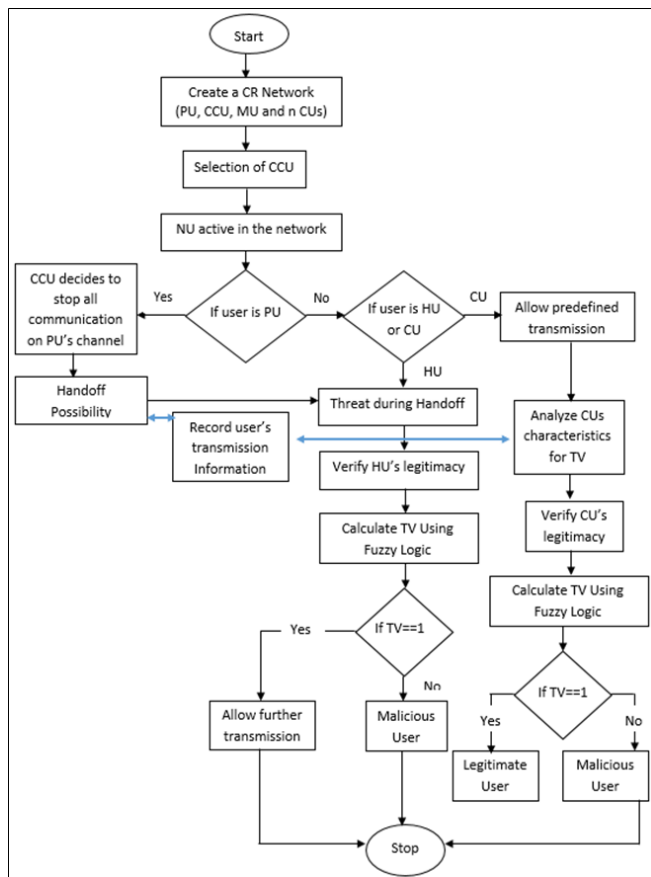 Start
Create a CR Network
(PU, CCU, MU and n CUs)
Selection of CCU
NU active in the network
CCU decides to
stop all
communication
on PU's channel
Yes
If user is PU
No
If user is HU
or CU
CU
Allow predefined
transmission
HU
Handoff
Possibility
Threat during Handoff
Record user's
transmission
Information
Analyze CUs
characteristics
for TV
Verify HU's legitimacy
Verify CU's
legitimacy
Calculate TV Using
Fuzzy Logic
Calculate TV Using
Fuzzy Logic
Yes
If TV==1
No
If TV==1
Yes
No
Allow further
transmission
Malicious
User
Legitimate
User
Malicious
User
Stop